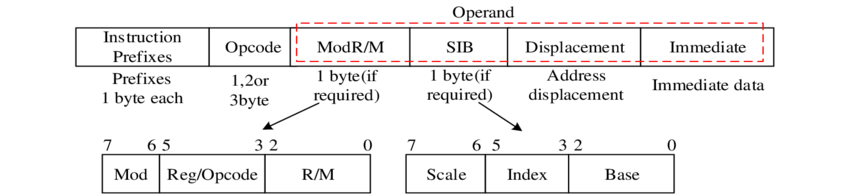 Operand
Instruction Prefixes Opcode ModR/M SIB Displacement Immediate
Prefixes 1 byte each 1,2or 3byte 1 byte(if required) 1 byte(if required) Address displacement Immediate data
7 6 5 3 2 0 7 6 5 3 2 0
Mod Reg/Opcode R/M Scale Index Base